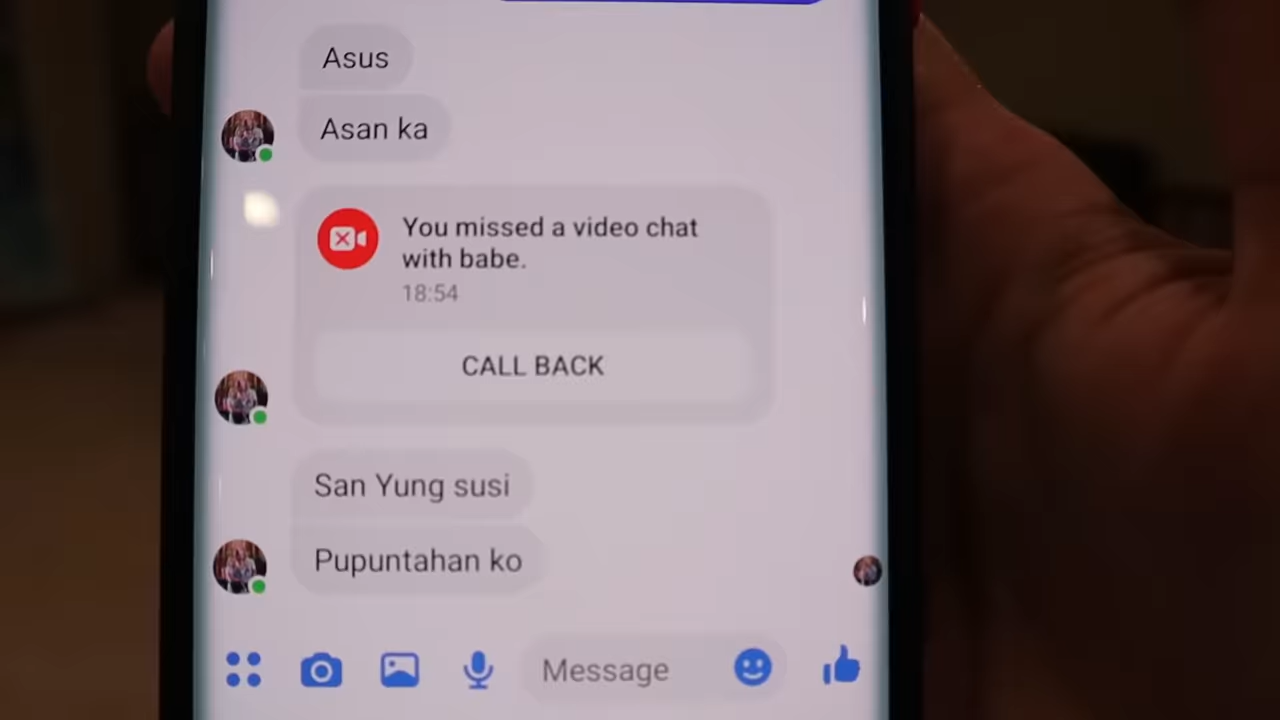 Asus
Asan ka
You missed a video chat
with babe.
18:54
CALL BACK
San Yung susi
Pupuntahan ko
Message